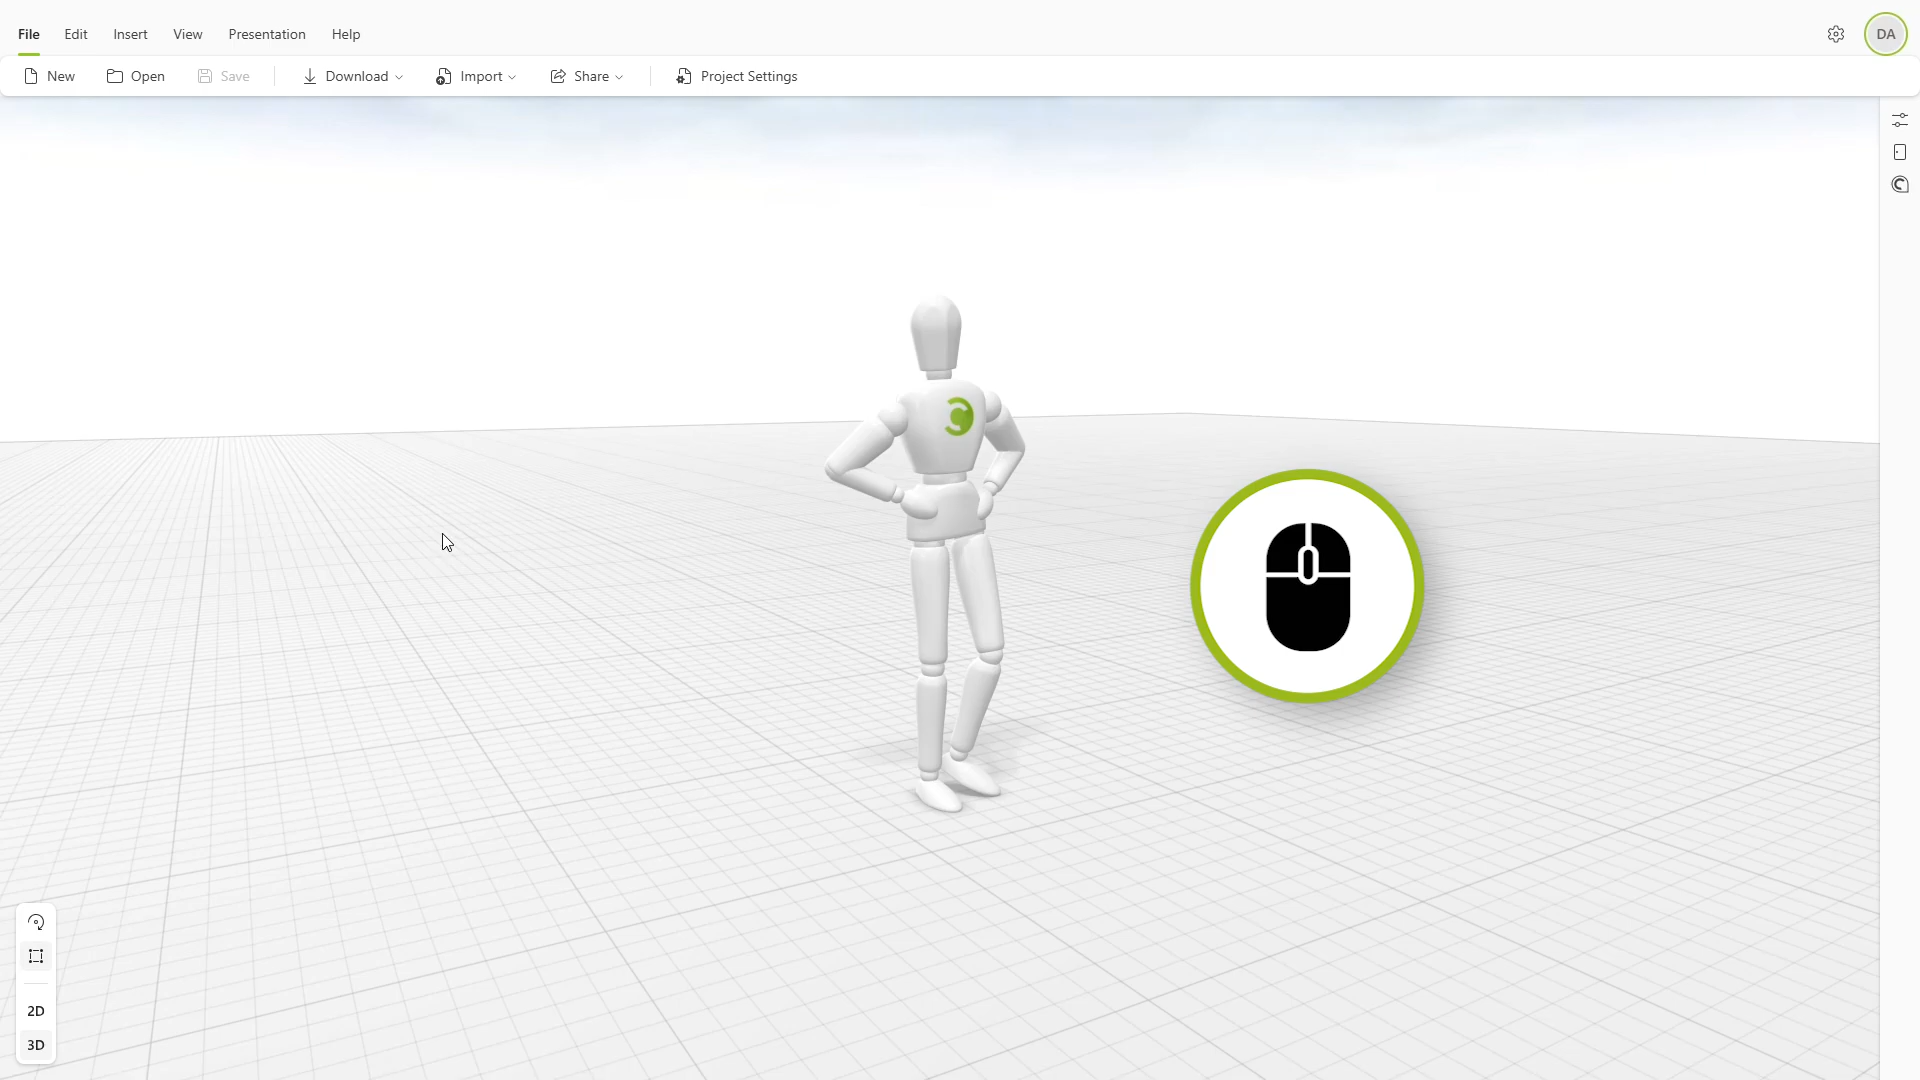 File Edit Insert View Presentation Help DA
New Open Save Download Import Share Project Settings
2D
3D